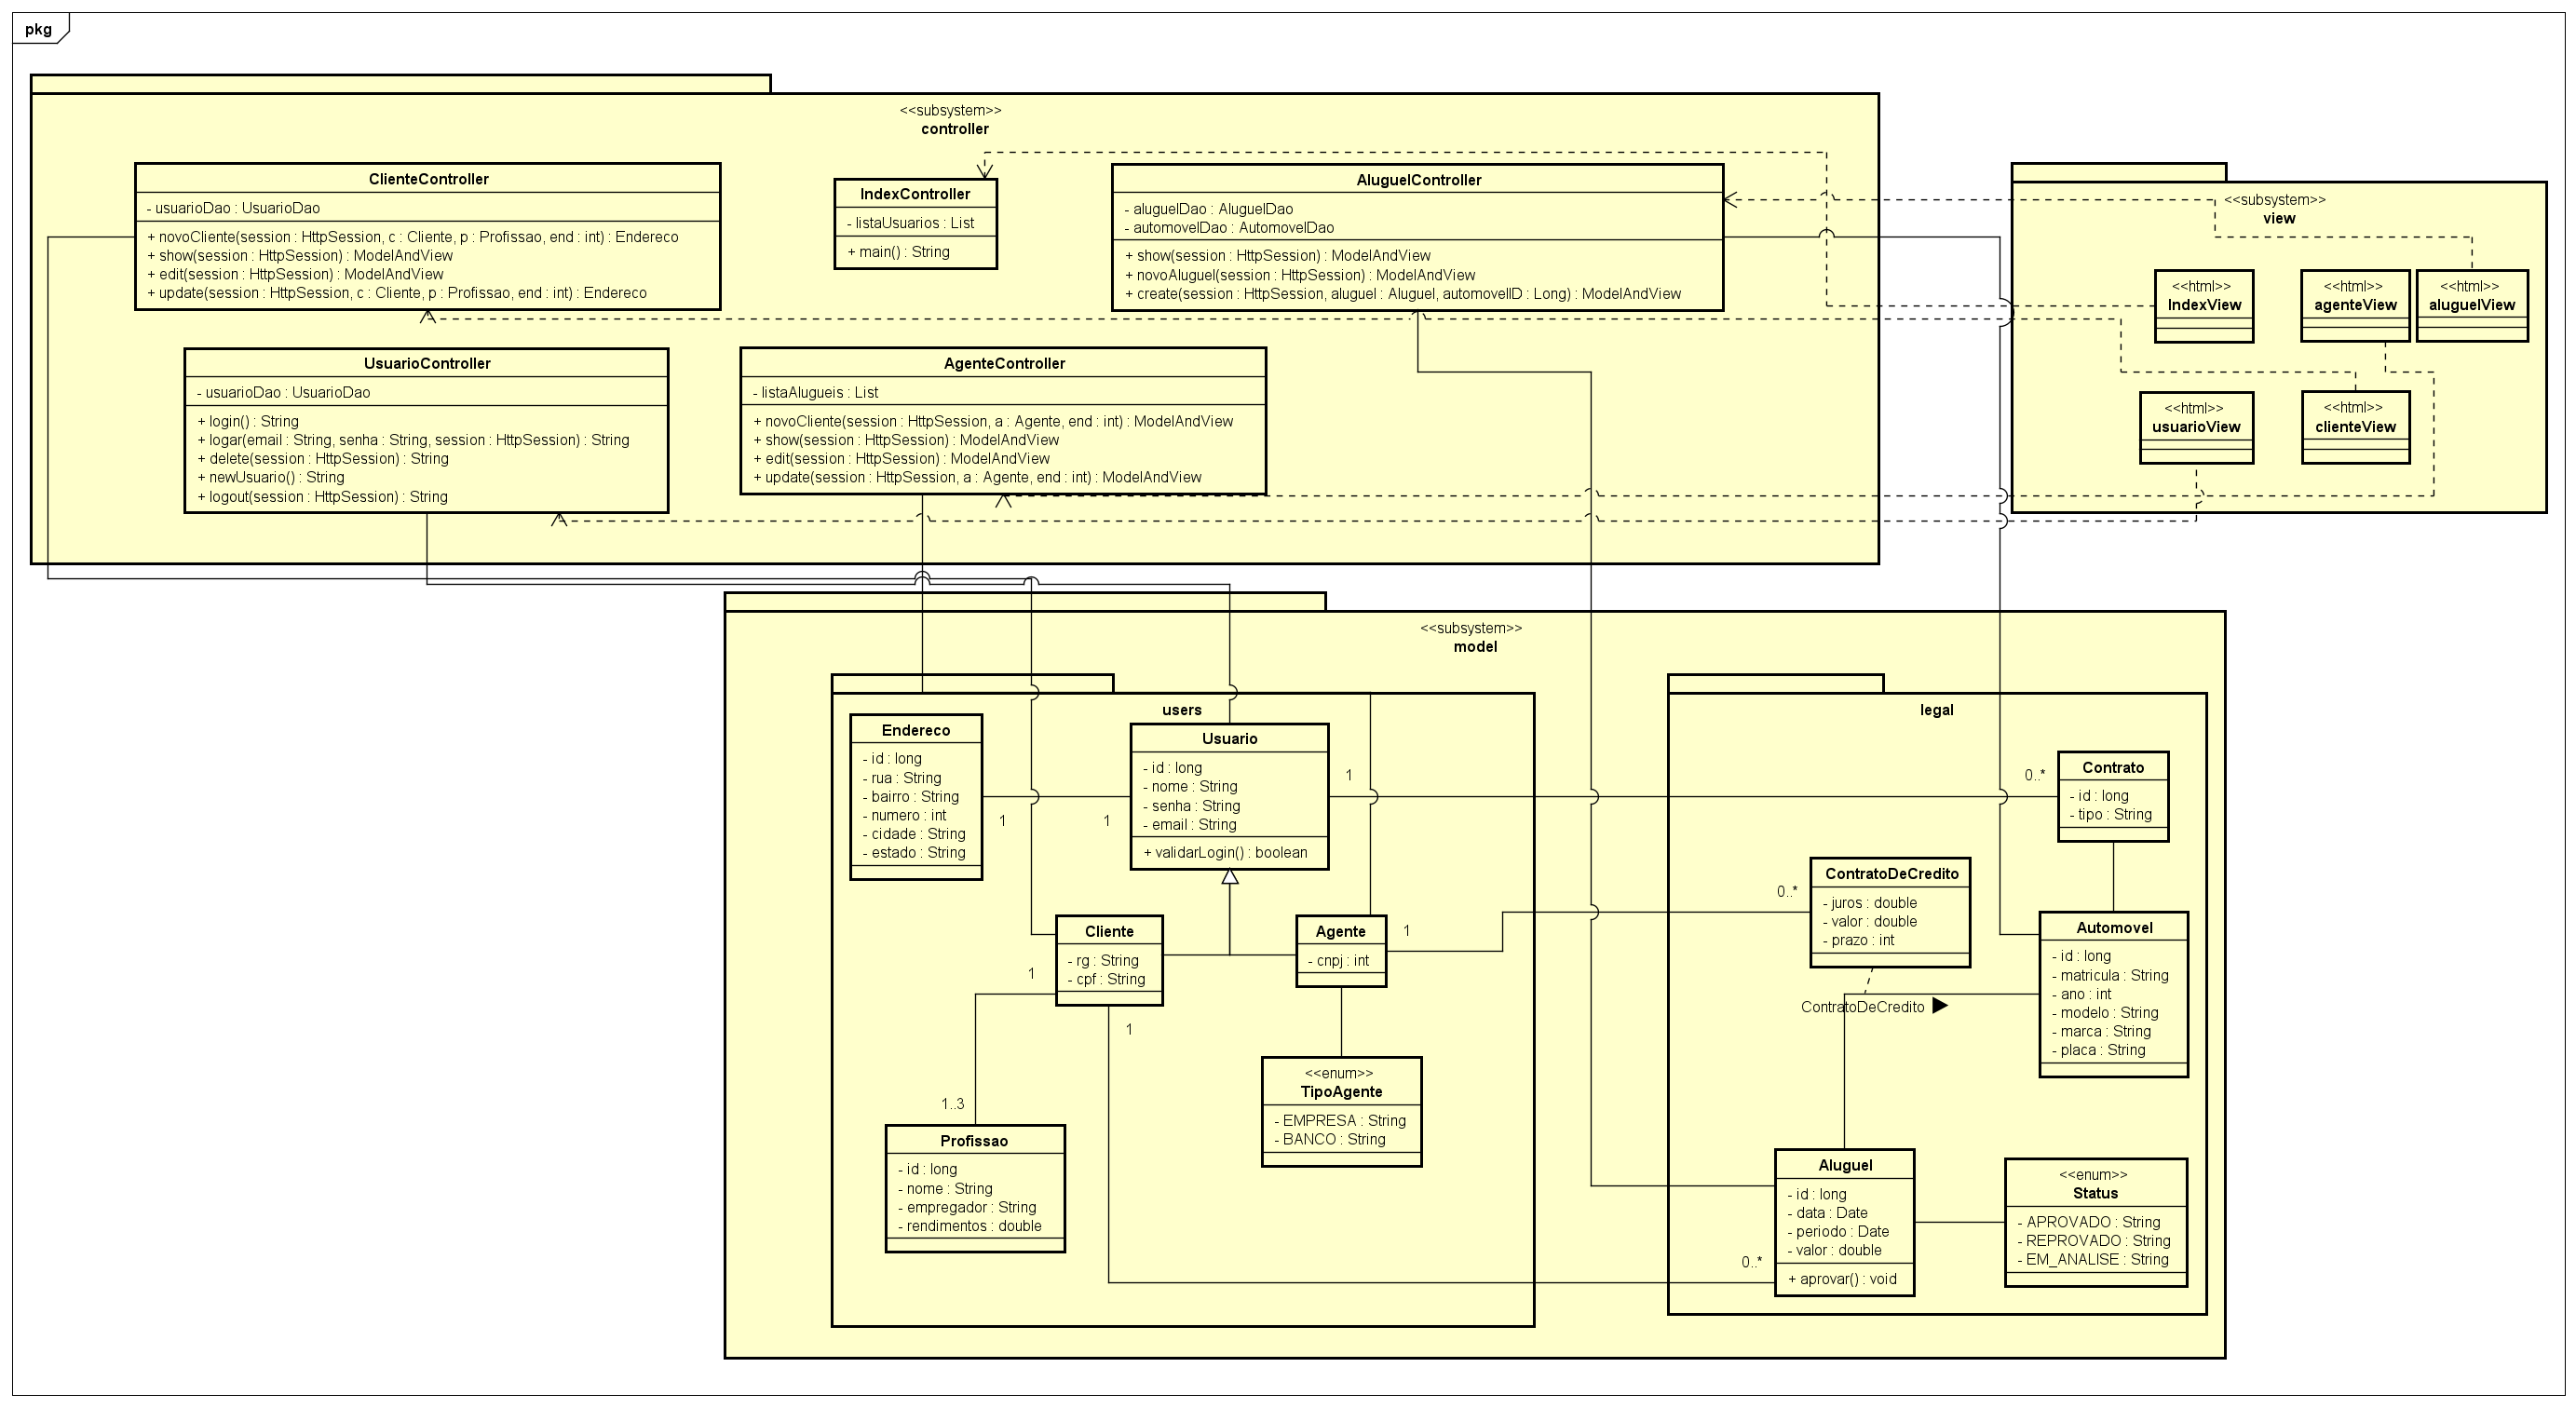 pkg
<<subsystem>>
controller
ClienteController
- usuarioDao : UsuarioDao
+ novoCliente(session : HttpSession, c : Cliente, p : Profissao, end : int) : Endereco
+ show(session : HttpSession) : ModelAndView
+ edit(session : HttpSession) : ModelAndView
+ update(session : HttpSession, c : Cliente, p : Profissao, end : int) : Endereco
IndexController
- listaUsuarios : List
+ main() : String
AluguelController
- aluguelDao : AluguelDao
- automovelDao : AutomovelDao
+ show(session : HttpSession) : ModelAndView
+ novoAluguel(session : HttpSession) : ModelAndView
+ create(session : HttpSession, aluguel : Aluguel, automovelID : Long) : ModelAndView
UsuarioController
- usuarioDao : UsuarioDao
+ login() : String
+ logar(email : String, senha : String, session : HttpSession) : String
+ delete(session : HttpSession) : String
+ newUsuario() : String
+ logout(session : HttpSession) : String
AgenteController
- listaAlugueis : List
+ novoCliente(session : HttpSession, a : Agente, end : int) : ModelAndView
+ show(session : HttpSession) : ModelAndView
+ edit(session : HttpSession) : ModelAndView
+ update(session : HttpSession, a : Agente, end : int) : ModelAndView
<<subsystem>>
view
<<html>>
IndexView
<<html>>
agenteView
<<html>>
aluguelView
<<html>>
usuarioView
<<html>>
clienteView
<<subsystem>>
model
users
Endereco
- id : long
- rua : String
- bairro : String
- numero : int
- cidade : String
- estado : String
1
1
Usuario
- id : long
- nome : String
- senha : String
- email : String
+ validarLogin() : boolean
1
Cliente
- rg : String
- cpf : String
1
1
Agente
- cnpj : int
1
1..3
Profissao
- id : long
- nome : String
- empregador : String
- rendimentos : double
<<enum>>
TipoAgente
- EMPRESA : String
- BANCO : String
legal
0..*
Contrato
- id : long
- tipo : String
0..*
ContratoDeCredito
- juros : double
- valor : double
- prazo : int
ContratoDeCredito
Automovel
- id : long
- matricula : String
- ano : int
- modelo : String
- marca : String
- placa : String
0..*
Aluguel
- id : long
- data : Date
- periodo : Date
- valor : double
+ aprovar() : void
<<enum>>
Status
- APROVADO : String
- REPROVADO : String
- EM_ANALISE : String